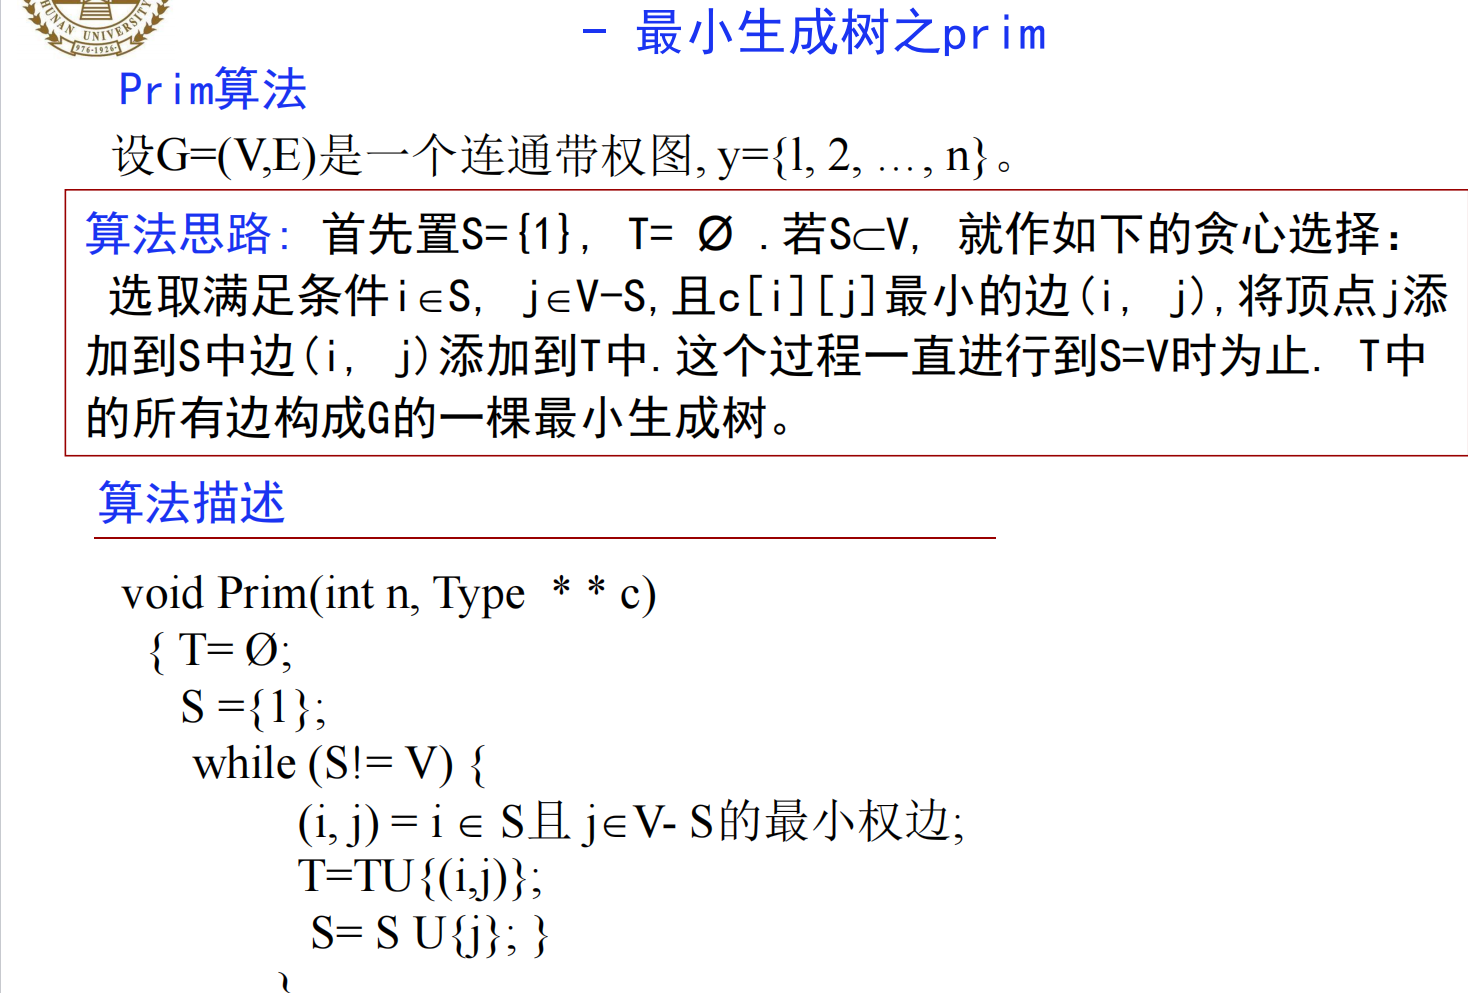 HUNAN UNIVERSITY
976-1926
- 最小生成树之prim
Prim算法
设G=(V,E)是一个连通带权图, y={l, 2, …, n}。
算法思路: 首先置S={1}, T= Ø .若S⊂V, 就作如下的贪心选择:
选取满足条件i∈S, j∈V-S,且c[i][j]最小的边(i, j),将顶点j添
加到S中边(i, j)添加到T中.这个过程一直进行到S=V时为止. T中
的所有边构成G的一棵最小生成树。
算法描述
void Prim(int n, Type * * c)
{ T= Ø;
S ={1};
while (S!= V) {
(i, j) = i ∈ S且 j∈V- S的最小权边;
T=TU{(i,j)};
S= S U{j}; }
}